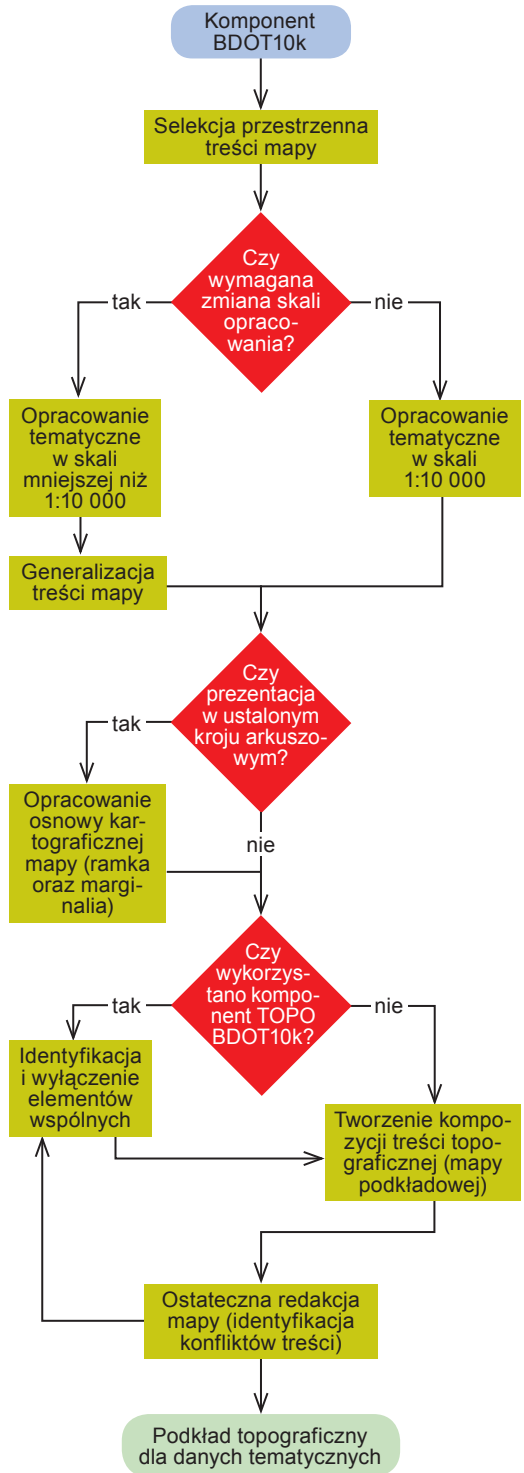 Komponent
BDOT10k
Selekcja przestrzenna
treści mapy
Czy
wymagana
zmiana skali
opraco-
wania?
tak
nie
Opracowanie
tematyczne
w skali
mniejszej niż
1:10 000
Opracowanie
tematyczne
w skali
1:10 000
Generalizacja
treści mapy
Czy
prezentacja
w ustalonym
kroju arkuszo-
wym?
tak
nie
Opracowanie
osnowy kar-
tograficznej
mapy (ramka
oraz margi-
nalia)
Czy
wykorzys-
tano kompo-
nent TOPO
BDOT10k?
tak
nie
Identyfikacja
i wyłączenie
elementów
wspólnych
Tworzenie kompo-
zycji treści topo-
graficznej (mapy
podkładowej)
Ostateczna redakcja
mapy (identyfikacja
konfliktów treści)
Podkład topograficzny
dla danych tematycznych